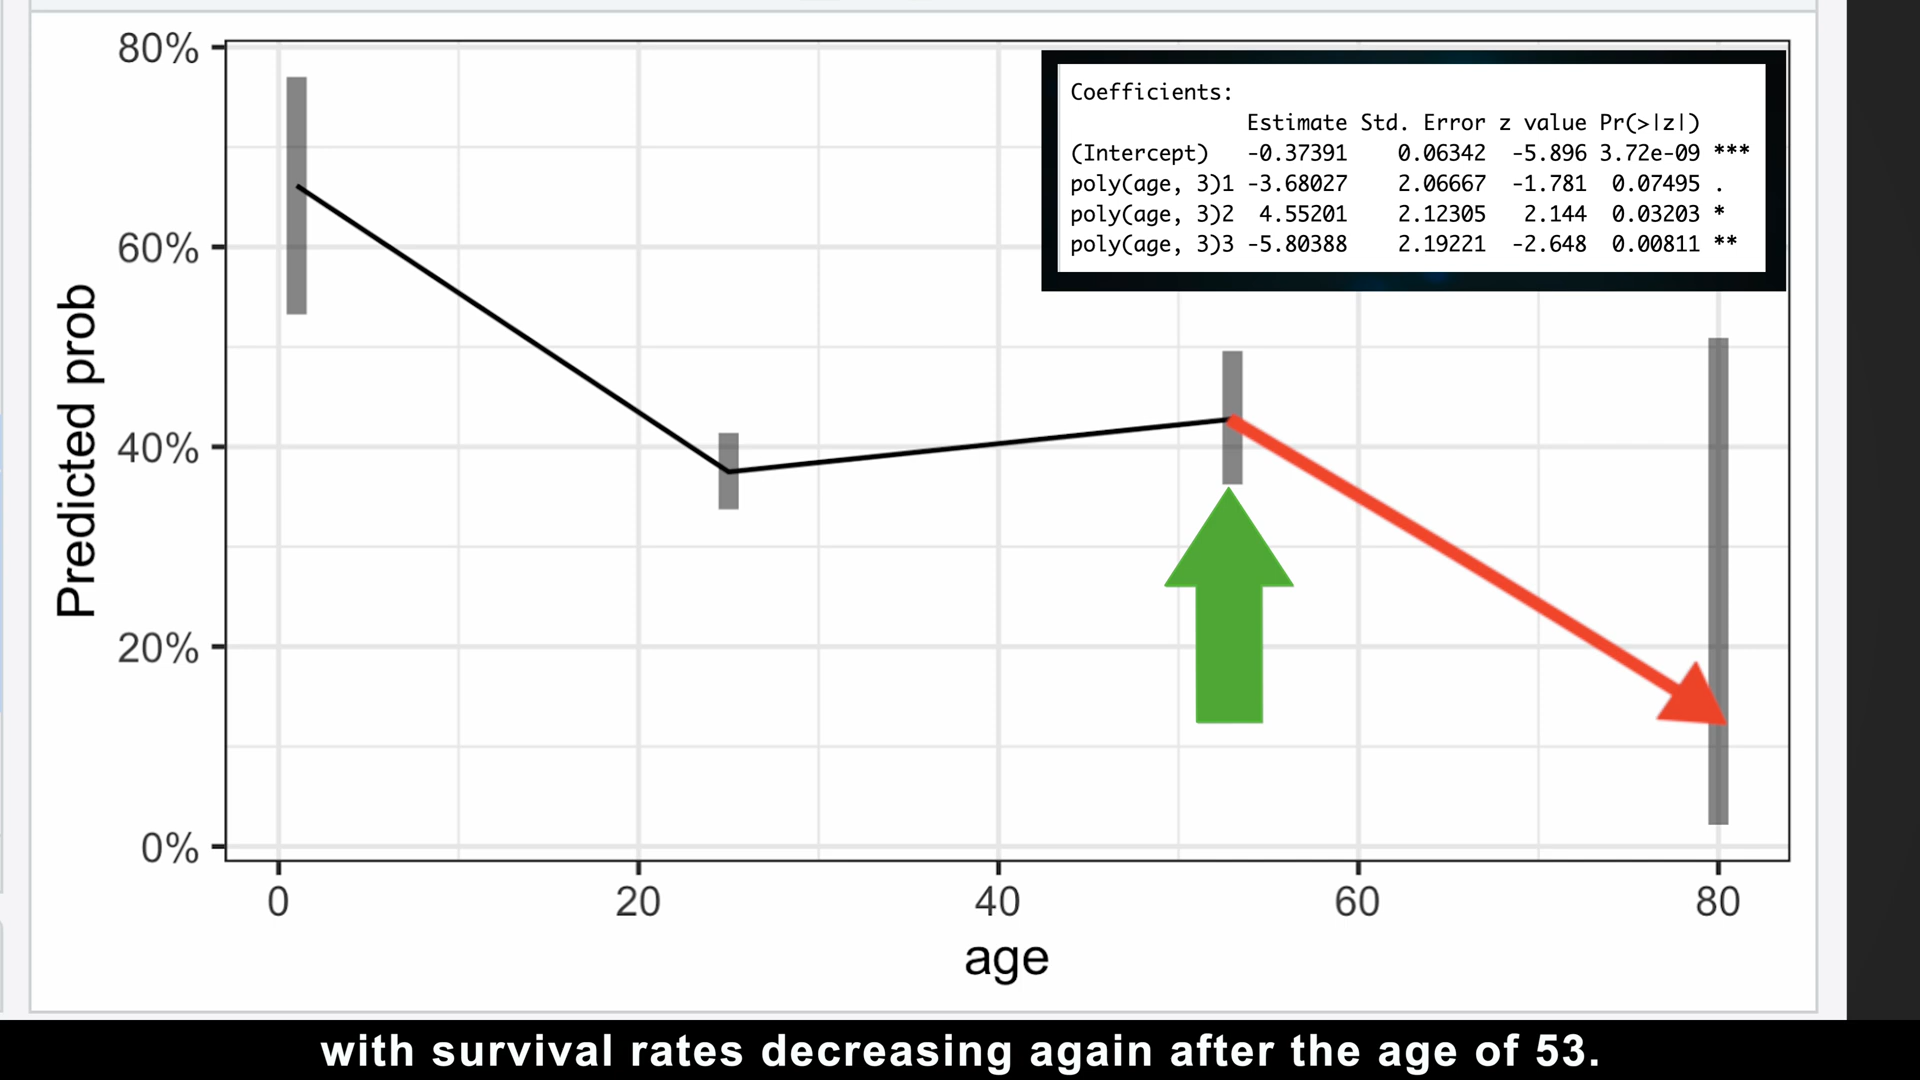 80%
60%
40%
20%
0%
Predicted prob
Coefficients:
Estimate Std. Error z value Pr(>|z|)
(Intercept) -0.37391 0.06342 -5.896 3.72e-09 ***
poly(age, 3)1 -3.68027 2.06667 -1.781 0.07495 .
poly(age, 3)2 4.55201 2.12305 2.144 0.03203 *
poly(age, 3)3 -5.80388 2.19221 -2.648 0.00811 **
0 20 40 60 80
age
with survival rates decreasing again after the age of 53.